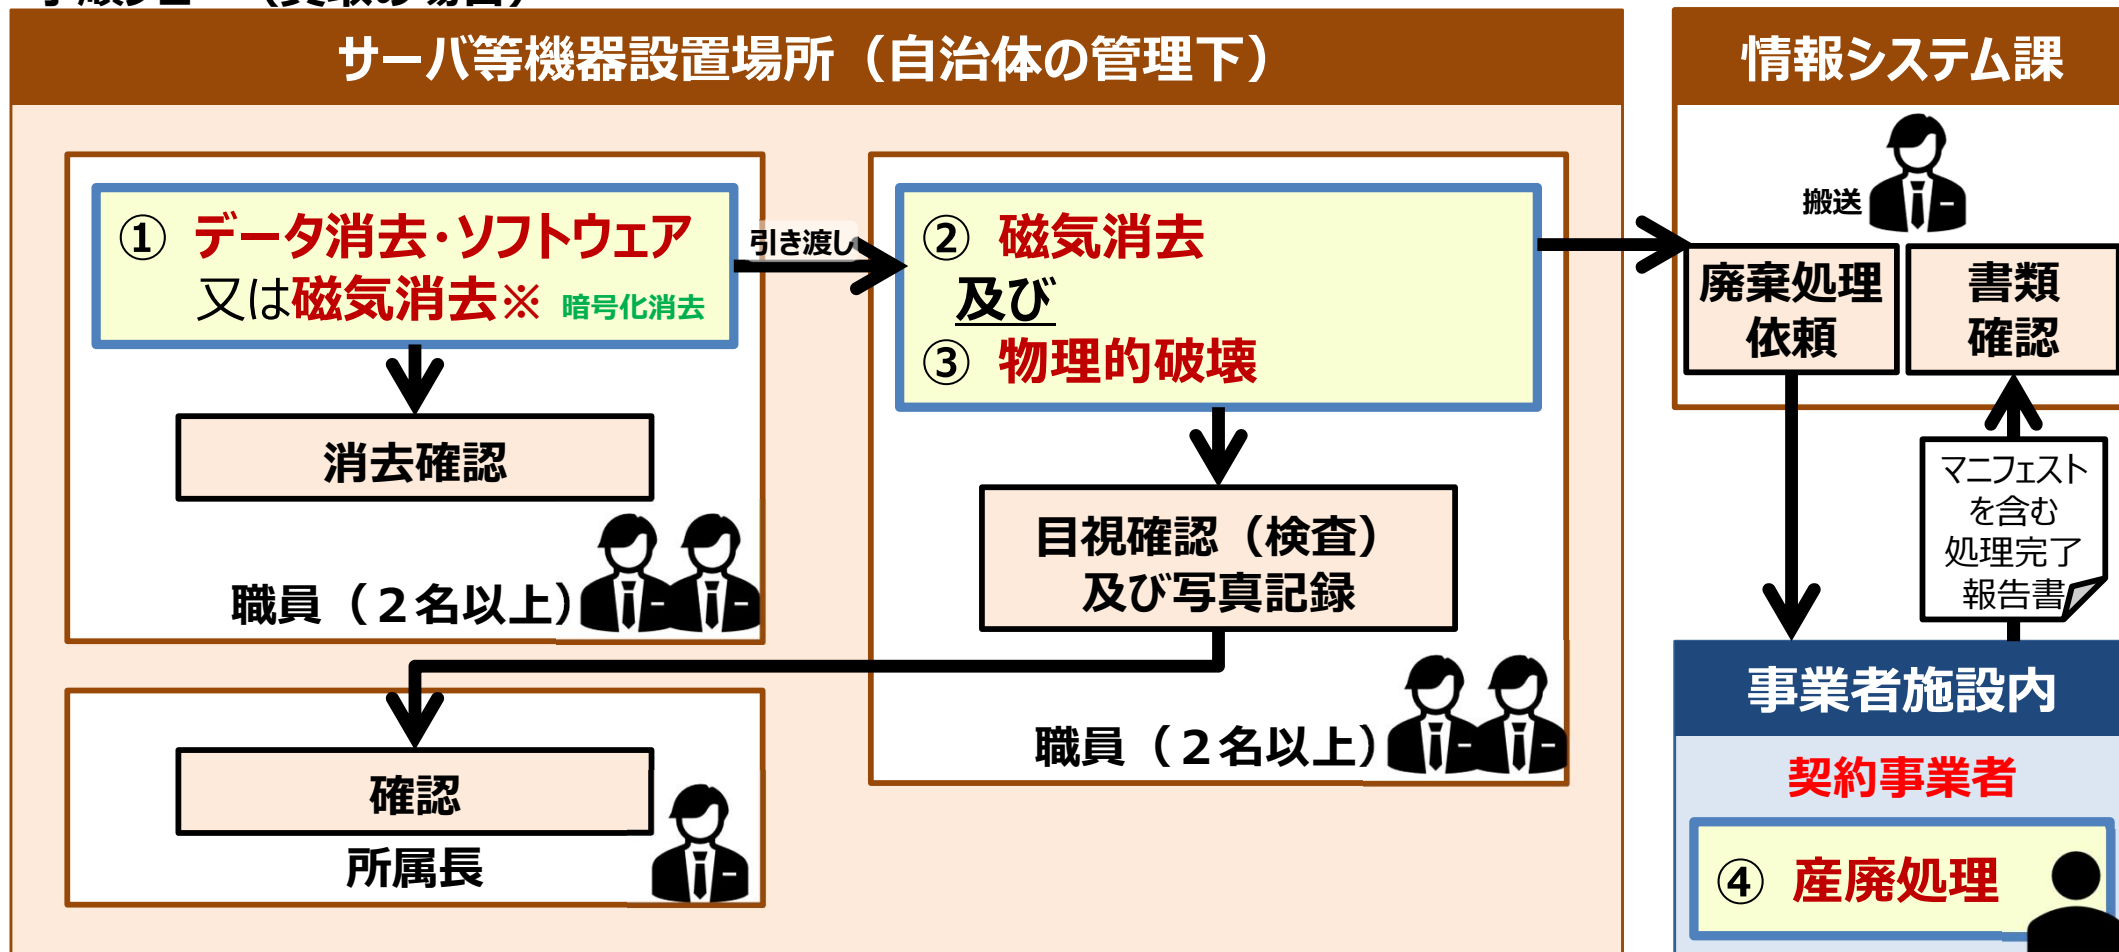 サーバ等機器設置場所（自治体の管理下）
① データ消去・ソフトウェア
又は磁気消去※ 暗号化消去
引き渡し
消去確認
職員（２名以上）
② 磁気消去
及び
③ 物理的破壊
目視確認（検査）
及び写真記録
職員（２名以上）
確認
所属長
情報システム課
搬送
廃棄処理
依頼
書類
確認
マニフェスト
を含む
処理完了
報告書
事業者施設内
契約事業者
④ 産廃処理